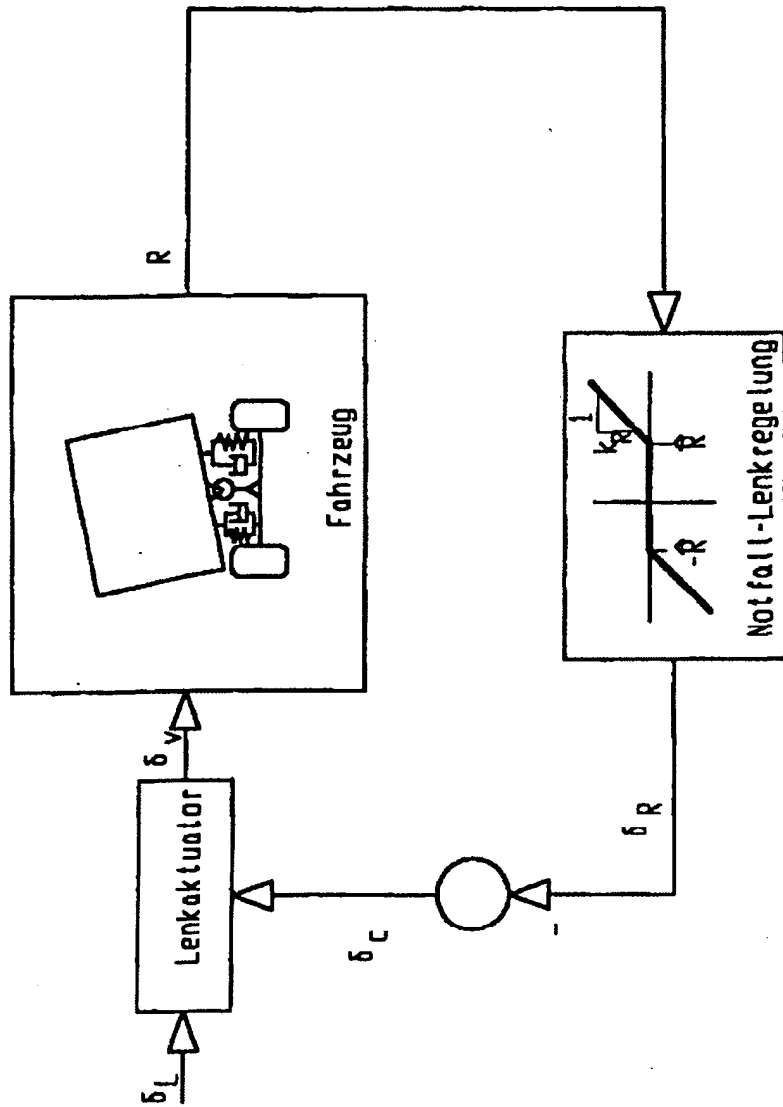 δL
Lenkaktuator
δV
Fahrzeug
R
1
kR
-R̂
R̂
Notfall-Lenkregelung
δR
-
δC